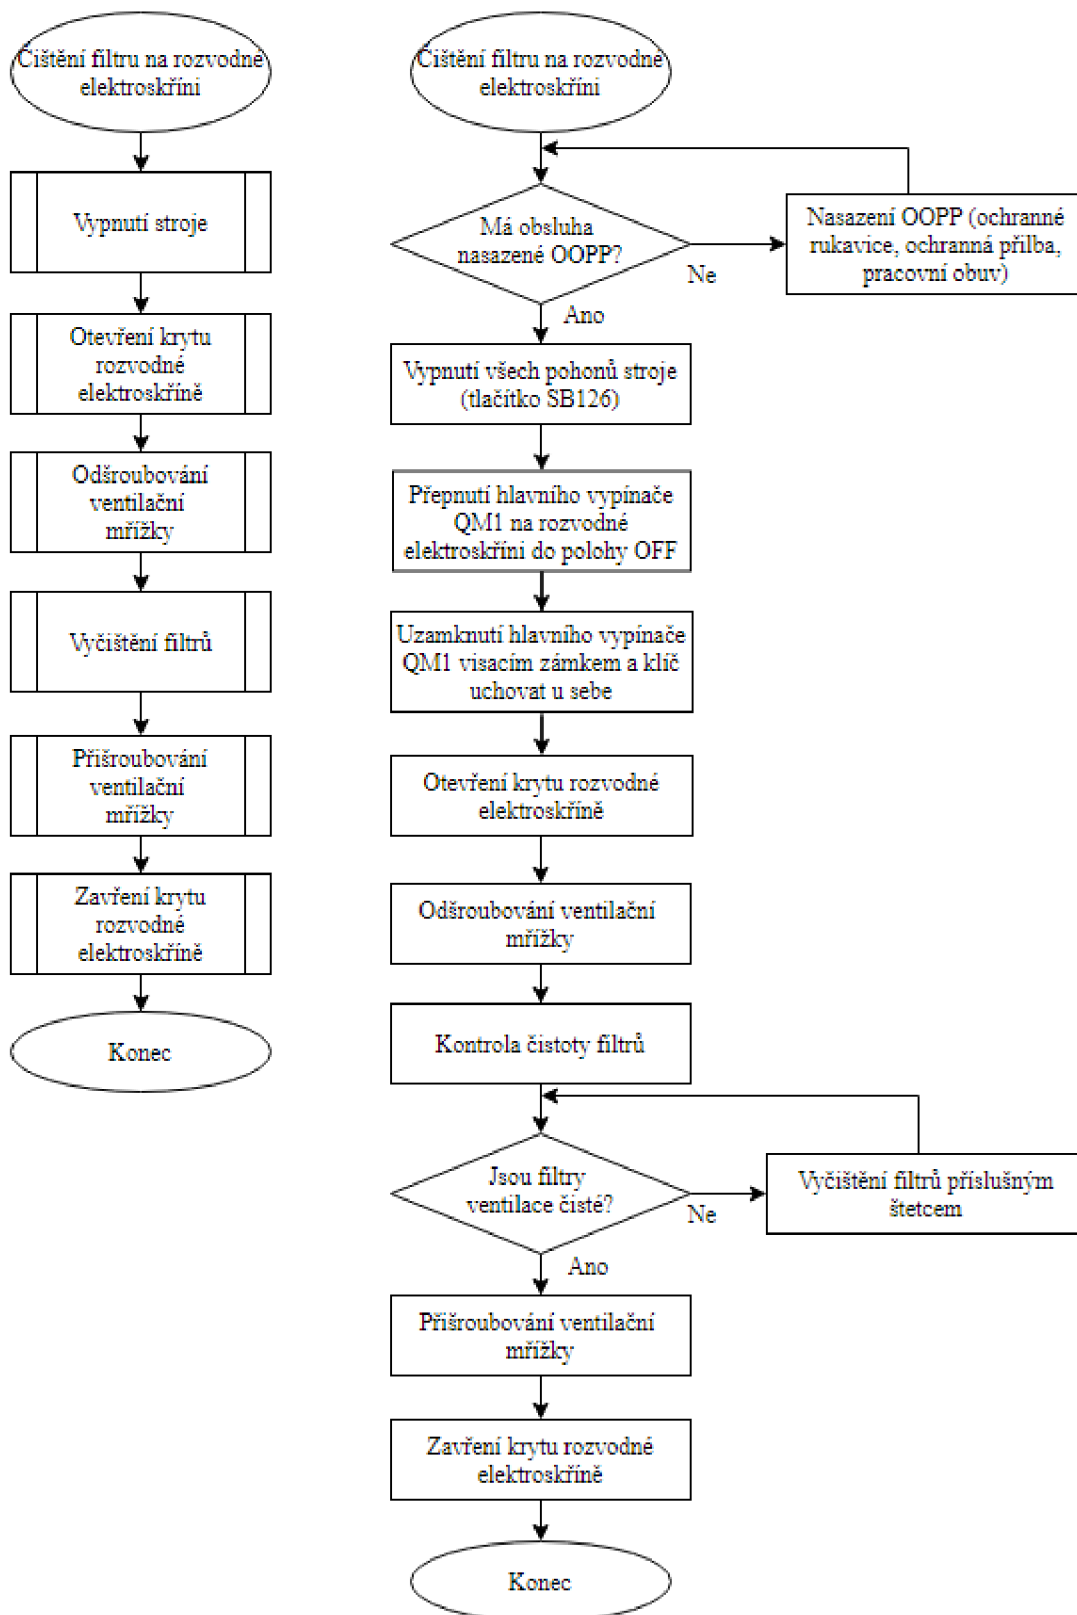 Čištění filtru na rozvodné
elektroskříni
Vypnutí stroje
Otevření krytu
rozvodné
elektroskříně
Odšroubování
ventilační
mřížky
Vyčištění filtrů
Přišroubování
ventilační
mřížky
Zavření krytu
rozvodné
elektroskříně
Konec
Čištění filtru na rozvodné
elektroskříni
Má obsluha
nasazené OOPP?
Ne
Nasazení OOPP (ochranné
rukavice, ochranná přilba,
pracovní obuv)
Ano
Vypnutí všech pohonů stroje
(tlačítko SB126)
Přepnutí hlavního vypínače
QM1 na rozvodné
elektroskříni do polohy OFF
Uzamknutí hlavního vypínače
QM1 visacím zámkem a klíč
uchovat u sebe
Otevření krytu rozvodné
elektroskříně
Odšroubování ventilační
mřížky
Kontrola čistoty filtrů
Jsou filtry
ventilace čisté?
Ne
Vyčištění filtrů příslušným
štetcem
Ano
Přišroubování ventilační
mřížky
Zavření krytu rozvodné
elektroskříně
Konec